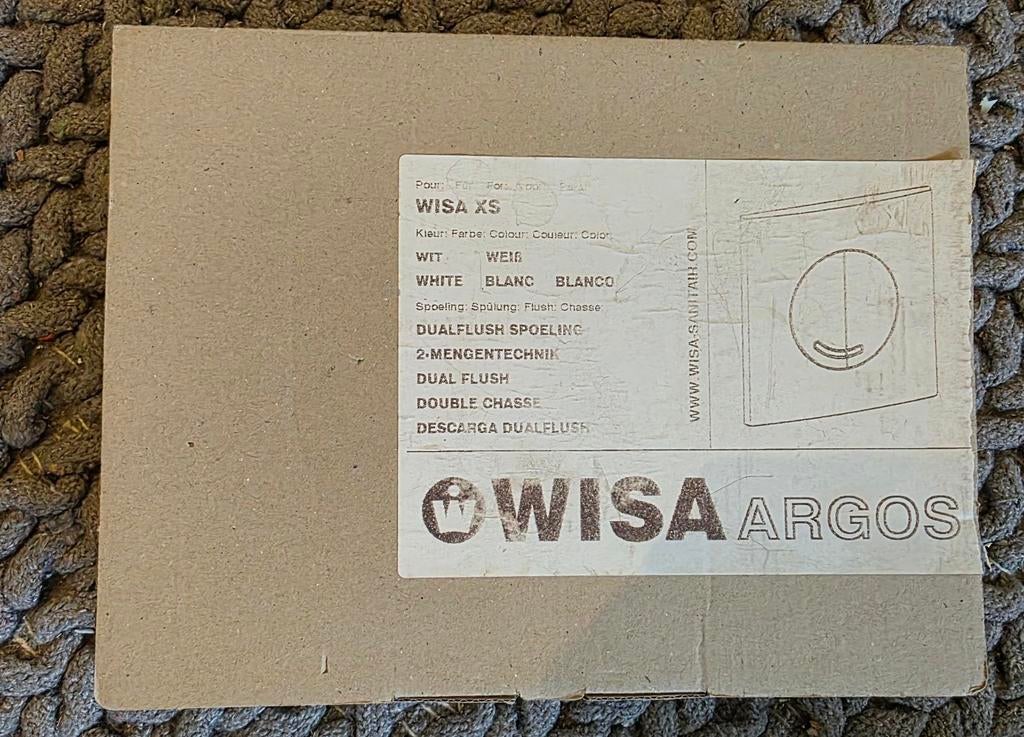 Pour: Für: For: Voor: Para:
WISA XS
Kleur: Farbe: Colour: Couleur: Color:
WIT WEIß
WHITE BLANC BLANCO
Spoeling: Spülung: Flush: Chasse:
DUALFLUSH SPOELING
2-MENGENTECHNIK
DUAL FLUSH
DOUBLE CHASSE
DESCARGA DUALFLUSH
WWW.WISA-SANITAIR.COM
W WISA ARGOS